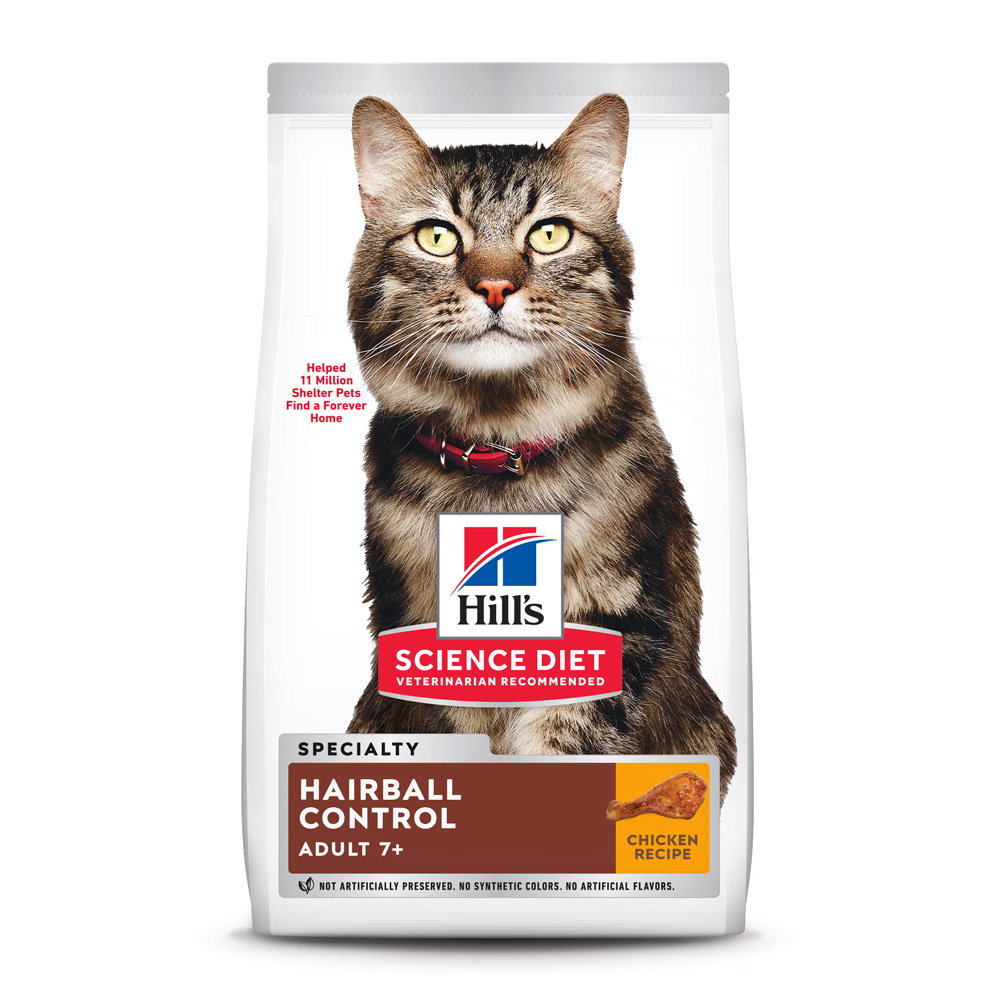 Helped
11 Million
Shelter Pets
Find a Forever
Home
Hill's
SCIENCE DIET
VETERINARIAN RECOMMENDED
SPECIALTY
HAIRBALL
CONTROL
ADULT 7+
CHICKEN
RECIPE
NOT ARTIFICIALLY PRESERVED. NO SYNTHETIC COLORS. NO ARTIFICIAL FLAVORS.